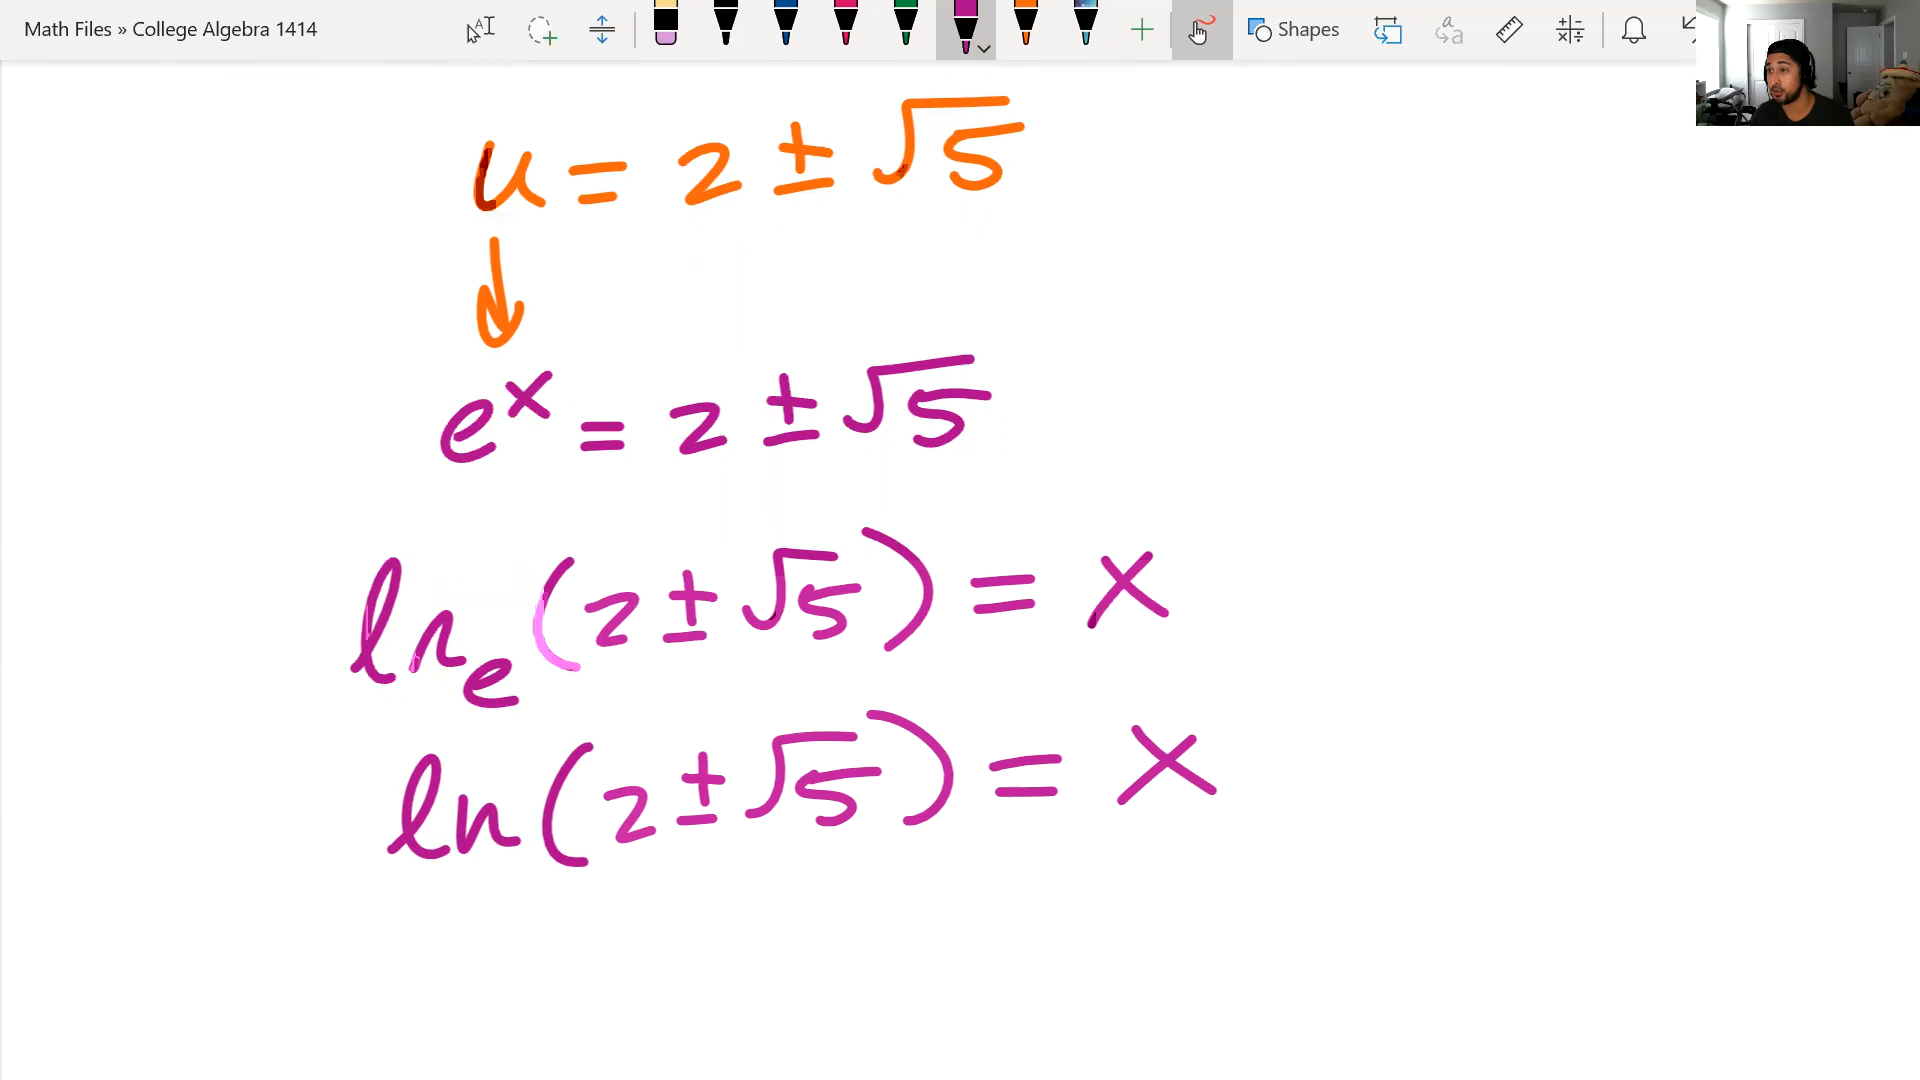 Math Files » College Algebra 1414
Shapes
u = 2 ± √5
e^x = 2 ± √5
ln_e (2 ± √5) = x
ln (2 ± √5) = x